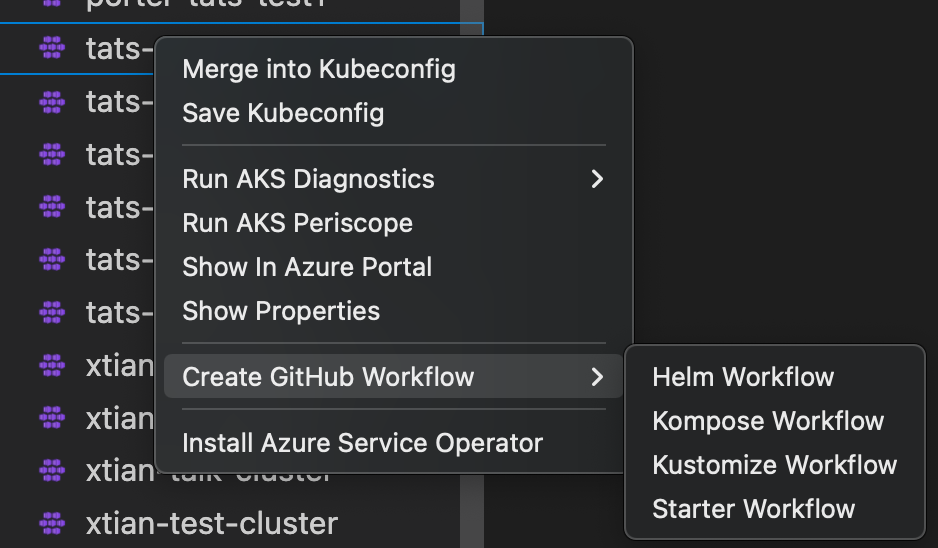 porter-tats-test1
tats-
tats-
tats-
tats-
tats-
tats-
xtian
xtian
xtian-talk-cluster
xtian-test-cluster
Merge into Kubeconfig
Save Kubeconfig
Run AKS Diagnostics
Run AKS Periscope
Show In Azure Portal
Show Properties
Create GitHub Workflow
Install Azure Service Operator
Helm Workflow
Kompose Workflow
Kustomize Workflow
Starter Workflow